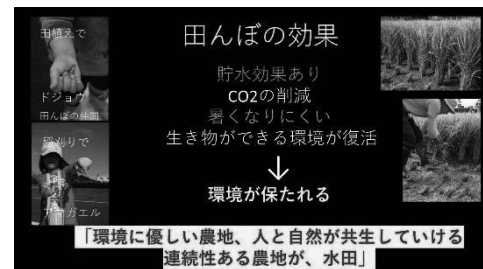 田んぼの効果
田植えで
ドジョウ
田んぼの仲間
稲刈りで
アマガエル
貯水効果あり
CO2の削減
暑くなりにくい
生き物ができる環境が復活
↓
環境が保たれる
「環境に優しい農地、人と自然が共生していける
連続性ある農地が、水田」